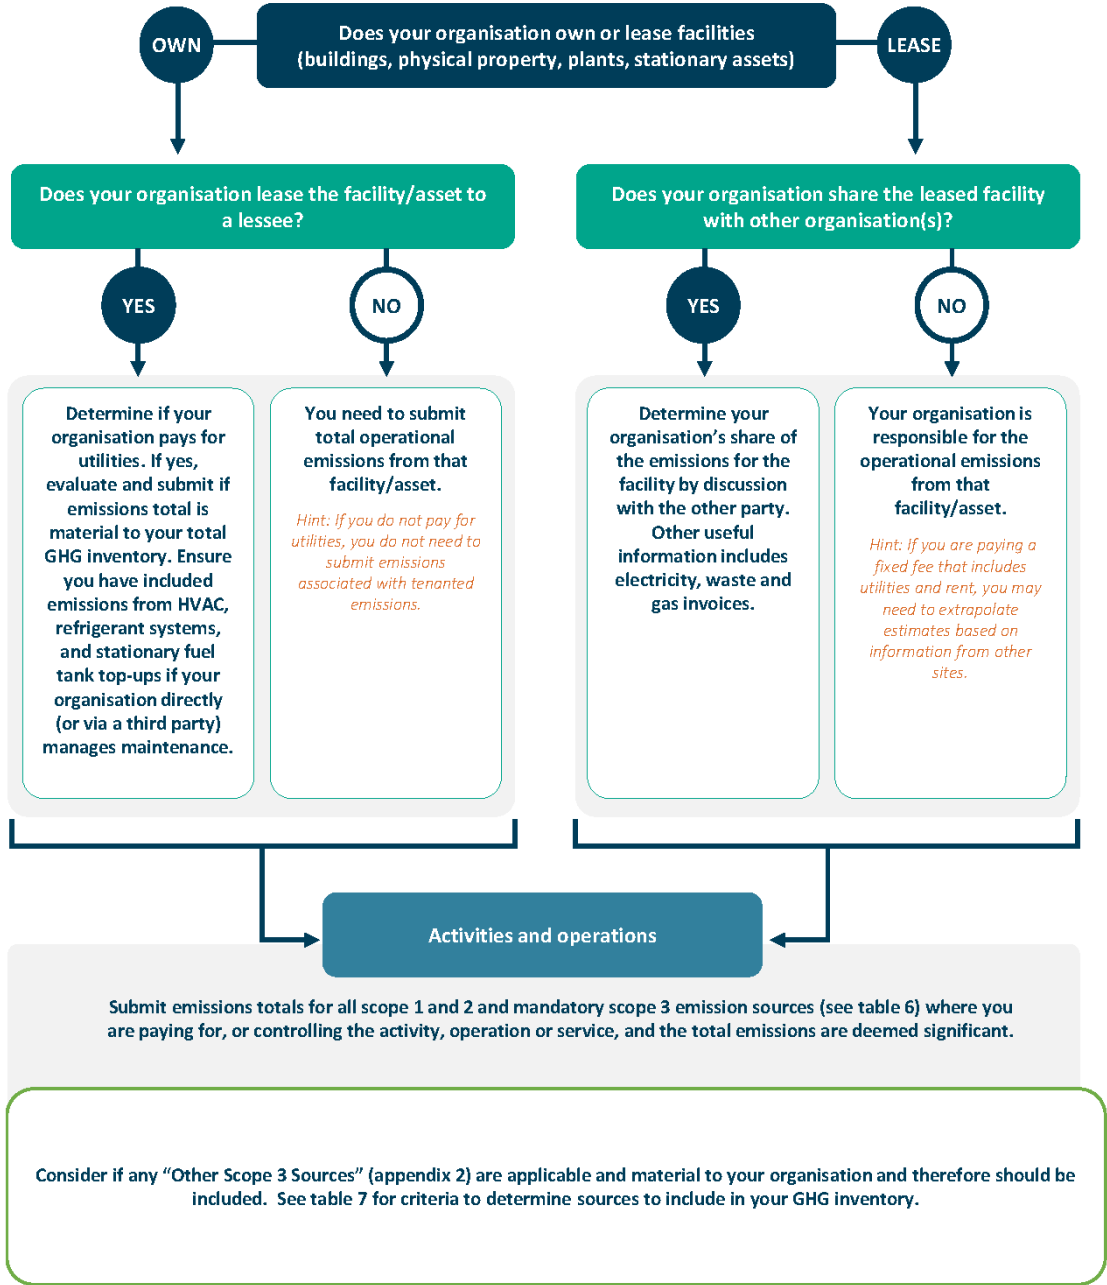 Does your organisation own or lease facilities
(buildings, physical property, plants, stationary assets)
OWN
LEASE
Does your organisation lease the facility/asset to
a lessee?
YES
NO
Determine if your
organisation pays for
utilities. If yes,
evaluate and submit if
emissions total is
material to your total
GHG inventory. Ensure
you have included
emissions from HVAC,
refrigerant systems,
and stationary fuel
tank top-ups if your
organisation directly
(or via a third party)
manages maintenance.
You need to submit
total operational
emissions from that
facility/asset.
Hint: If you do not pay for
utilities, you do not need to
submit emissions
associated with tenanted
emissions.
Does your organisation share the leased facility
with other organisation(s)?
YES
NO
Determine your
organisation’s share of
the emissions for the
facility by discussion
with the other party.
Other useful
information includes
electricity, waste and
gas invoices.
Your organisation is
responsible for the
operational emissions
from that
facility/asset.
Hint: If you are paying a
fixed fee that includes
utilities and rent, you may
need to extrapolate
estimates based on
information from other
sites.
Activities and operations
Submit emissions totals for all scope 1 and 2 and mandatory scope 3 emission sources (see table 6) where you
are paying for, or controlling the activity, operation or service, and the total emissions are deemed significant.
Consider if any “Other Scope 3 Sources” (appendix 2) are applicable and material to your organisation and therefore should be
included.  See table 7 for criteria to determine sources to include in your GHG inventory.